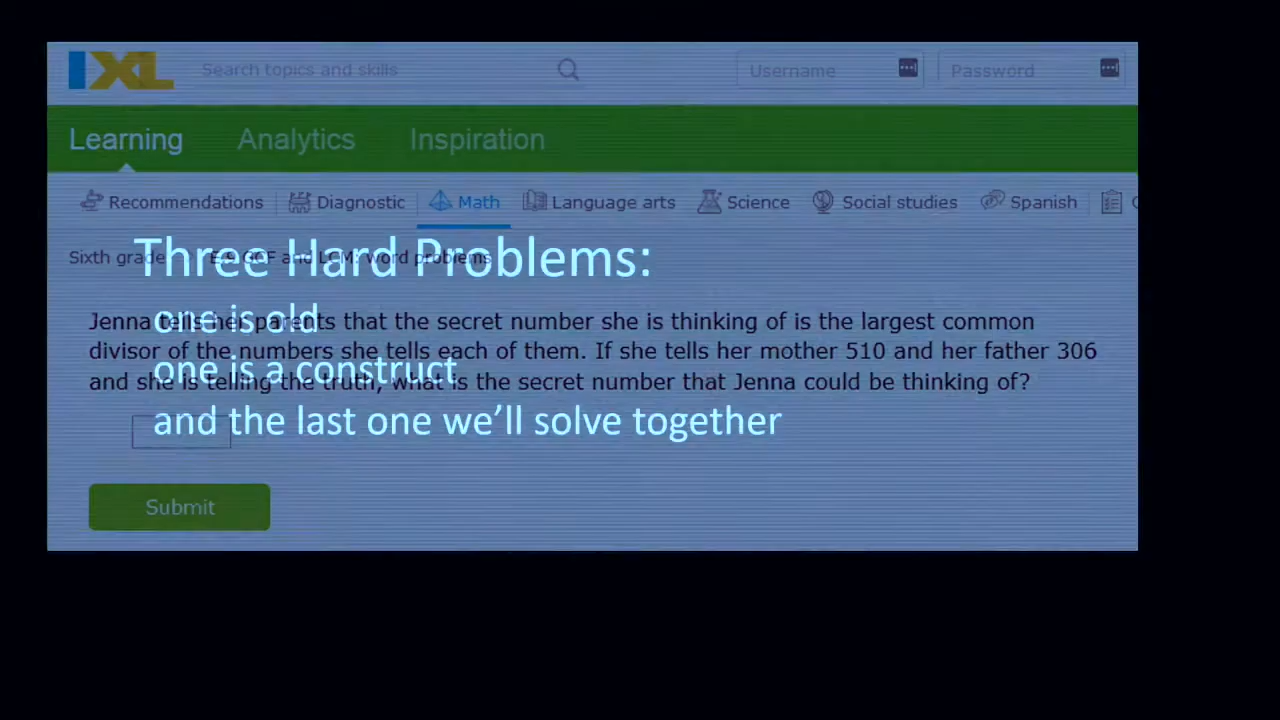 IXL
Search topics and skills
Username
Password
Learning Analytics Inspiration
Recommendations Diagnostic Math Language arts Science Social studies Spanish
Sixth grade E.9 GCF and LCM: word problems
Three Hard Problems:
one is old
one is a construct
and the last one we’ll solve together
Jenna tells her parents that the secret number she is thinking of is the largest common
divisor of the numbers she tells each of them. If she tells her mother 510 and her father 306
and she is telling the truth, what is the secret number that Jenna could be thinking of?
Submit